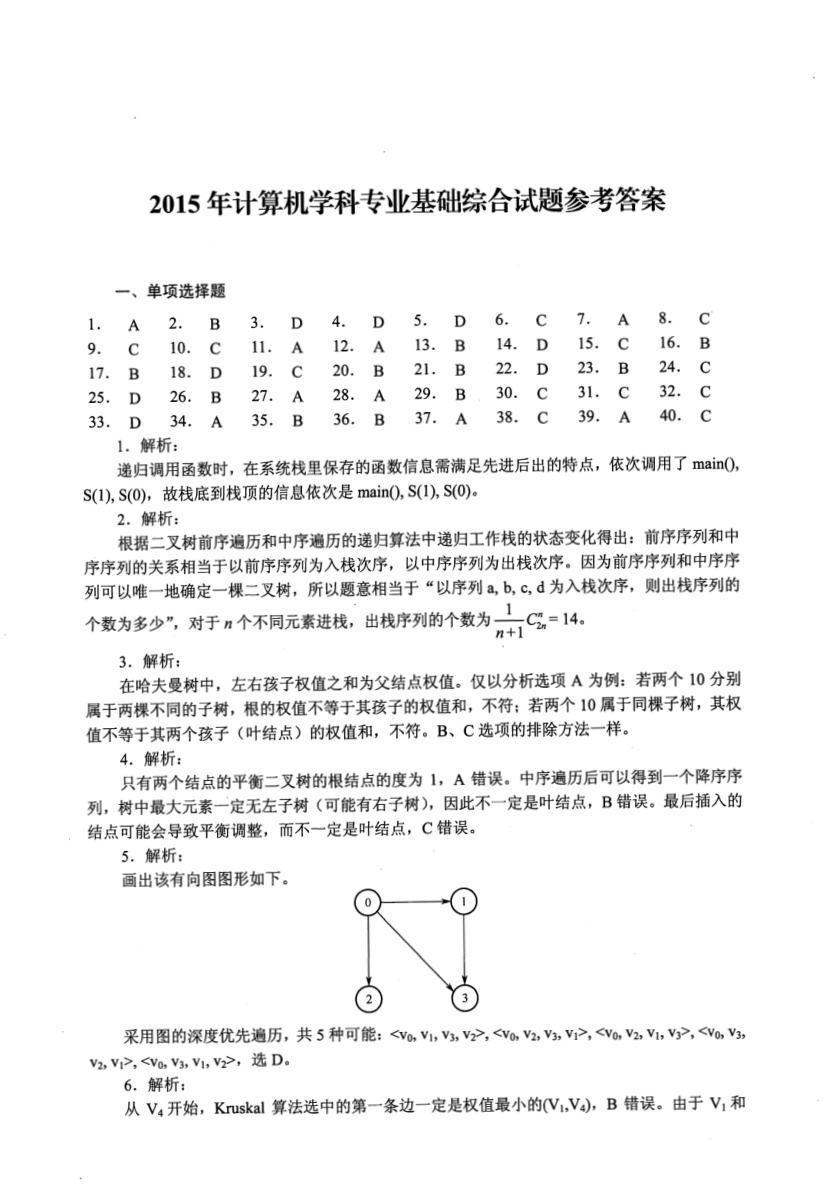 2015 年计算机学科专业基础综合试题参考答案
一、单项选择题
1. A 2. B 3. D 4. D 5. D 6. C 7. A 8. C
9. C 10. C 11. A 12. A 13. B 14. D 15. C 16. B
17. B 18. D 19. C 20. B 21. B 22. D 23. B 24. C
25. D 26. B 27. A 28. A 29. B 30. C 31. C 32. C
33. D 34. A 35. B 36. B 37. A 38. C 39. A 40. C
1．解析：
递归调用函数时，在系统栈里保存的函数信息需满足先进后出的特点，依次调用了 main(),
S(1), S(0)，故栈底到栈顶的信息依次是 main(), S(1), S(0)。
2．解析：
根据二叉树前序遍历和中序遍历的递归算法中递归工作栈的状态变化得出：前序序列和中
序序列的关系相当于以前序序列为入栈次序，以中序序列为出栈次序。因为前序序列和中序序
列可以唯一地确定一棵二叉树，所以题意相当于“以序列 a, b, c, d 为入栈次序，则出栈序列的
个数为多少”，对于 n 个不同元素进栈，出栈序列的个数为 \frac{1}{n+1}C_{2n}^{n} = 14。
3．解析：
在哈夫曼树中，左右孩子权值之和为父结点权值。仅以分析选项 A 为例：若两个 10 分别
属于两棵不同的子树，根的权值不等于其孩子的权值和，不符；若两个 10 属于同棵子树，其权
值不等于其两个孩子（叶结点）的权值和，不符。B、C 选项的排除方法一样。
4．解析：
只有两个结点的平衡二叉树的根结点的度为 1，A 错误。中序遍历后可以得到一个降序序
列，树中最大元素一定无左子树（可能有右子树），因此不一定是叶结点，B 错误。最后插入的
结点可能会导致平衡调整，而不一定是叶结点，C 错误。
5．解析：
画出该有向图图形如下。
0 1
2 3
采用图的深度优先遍历，共 5 种可能：<v₀, v₁, v₃, v₂>, <v₀, v₂, v₃, v₁>, <v₀, v₂, v₁, v₃>, <v₀, v₃,
v₂, v₁>, <v₀, v₃, v₁, v₂>，选 D。
6．解析：
从 V₄ 开始，Kruskal 算法选中的第一条边一定是权值最小的(V₁,V₄)，B 错误。由于 V₁ 和